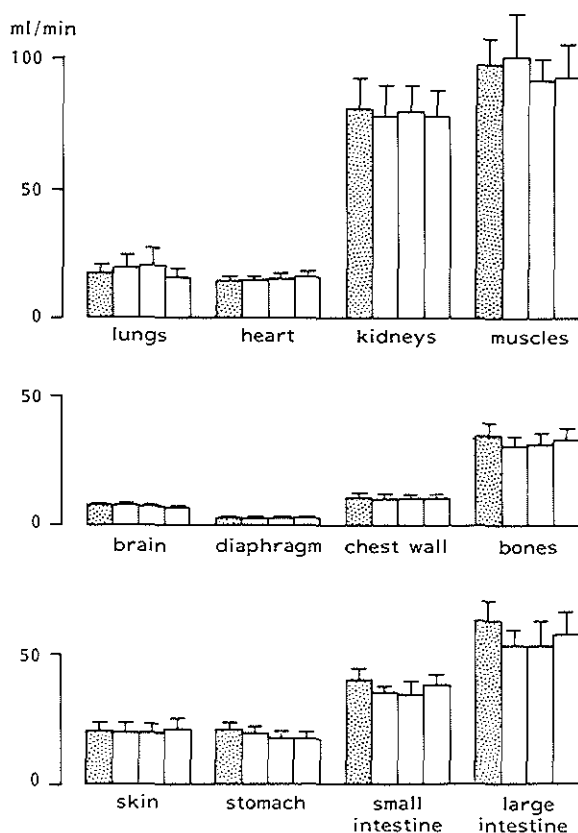 ml/min
100
50
0
lungs heart kidneys muscles
50
0
brain diaphragm chest wall bones
50
0
skin stomach small intestine large intestine